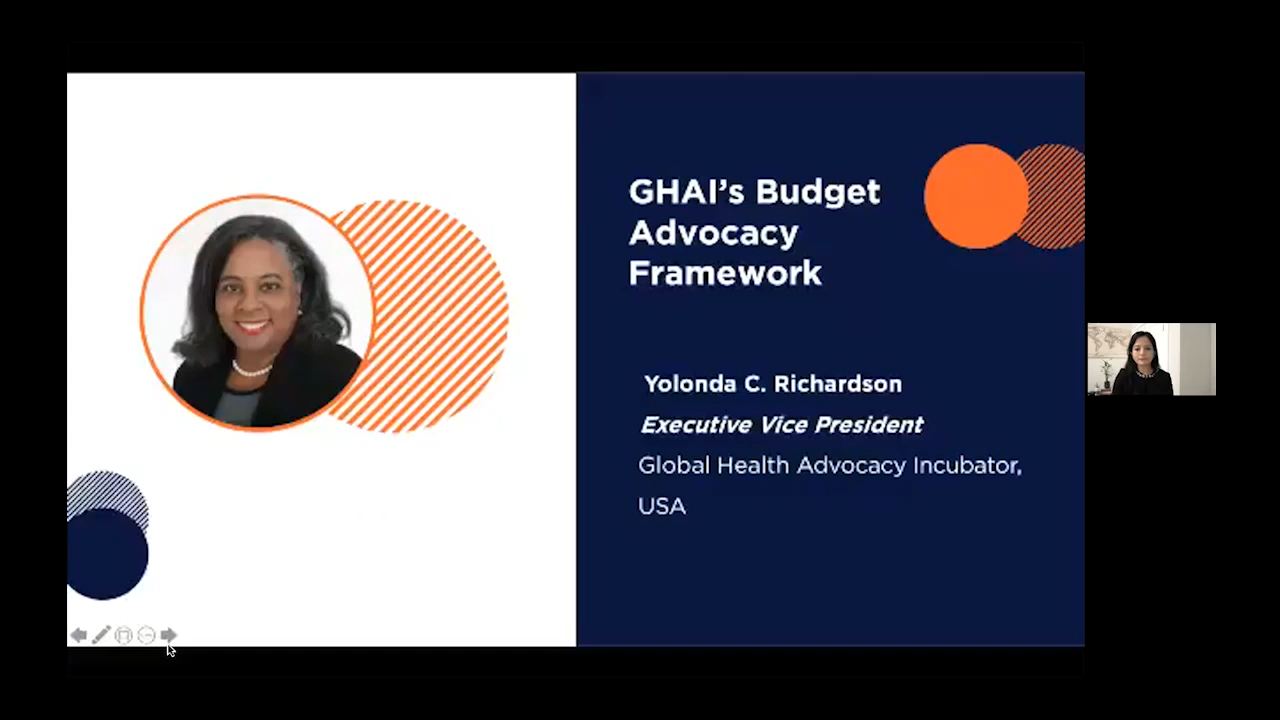 GHAI's Budget
Advocacy
Framework
Yolonda C. Richardson
Executive Vice President
Global Health Advocacy Incubator,
USA